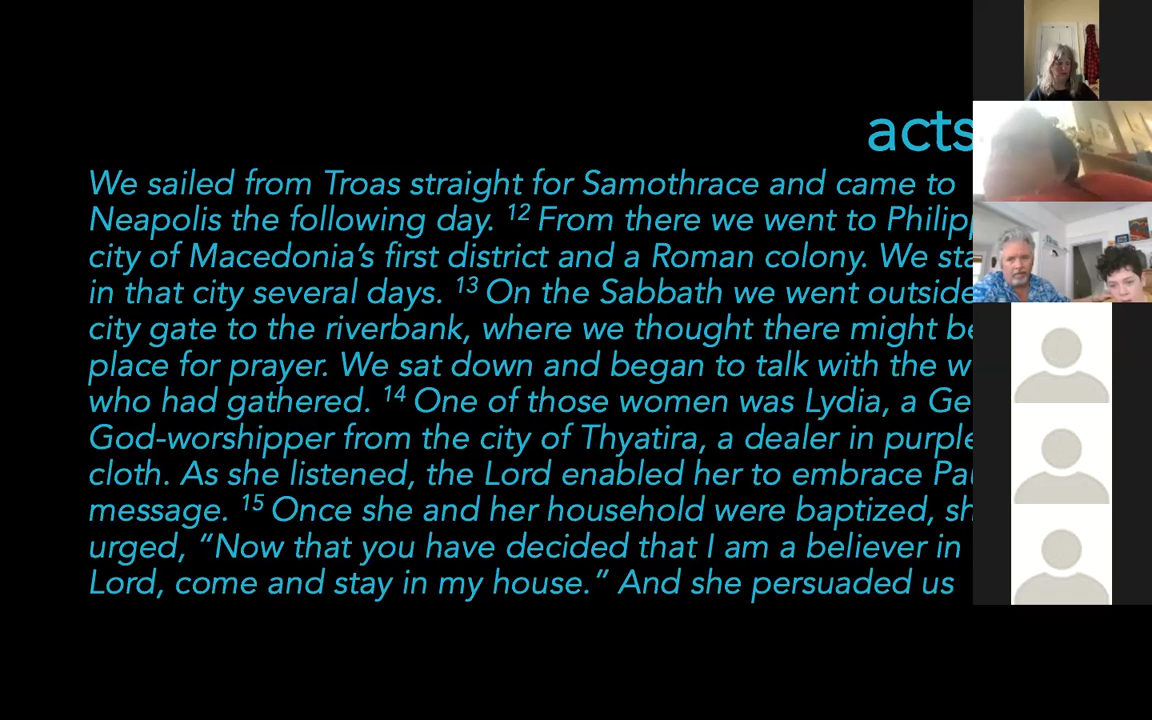 acts
We sailed from Troas straight for Samothrace and came to
Neapolis the following day. 12 From there we went to
city of Macedonia’s first district and a Roman colony. We
in that city several days. 13 On the Sabbath we went outside
city gate to the riverbank, where we thought there might
place for prayer. We sat down and began to talk with the
who had gathered. 14 One of those women was Lydia, a
God-worshipper from the city of Thyatira, a dealer in purple
cloth. As she listened, the Lord enabled her to embrace
message. 15 Once she and her household were baptized,
urged, “Now that you have decided that I am a believer in
Lord, come and stay in my house.” And she persuaded us